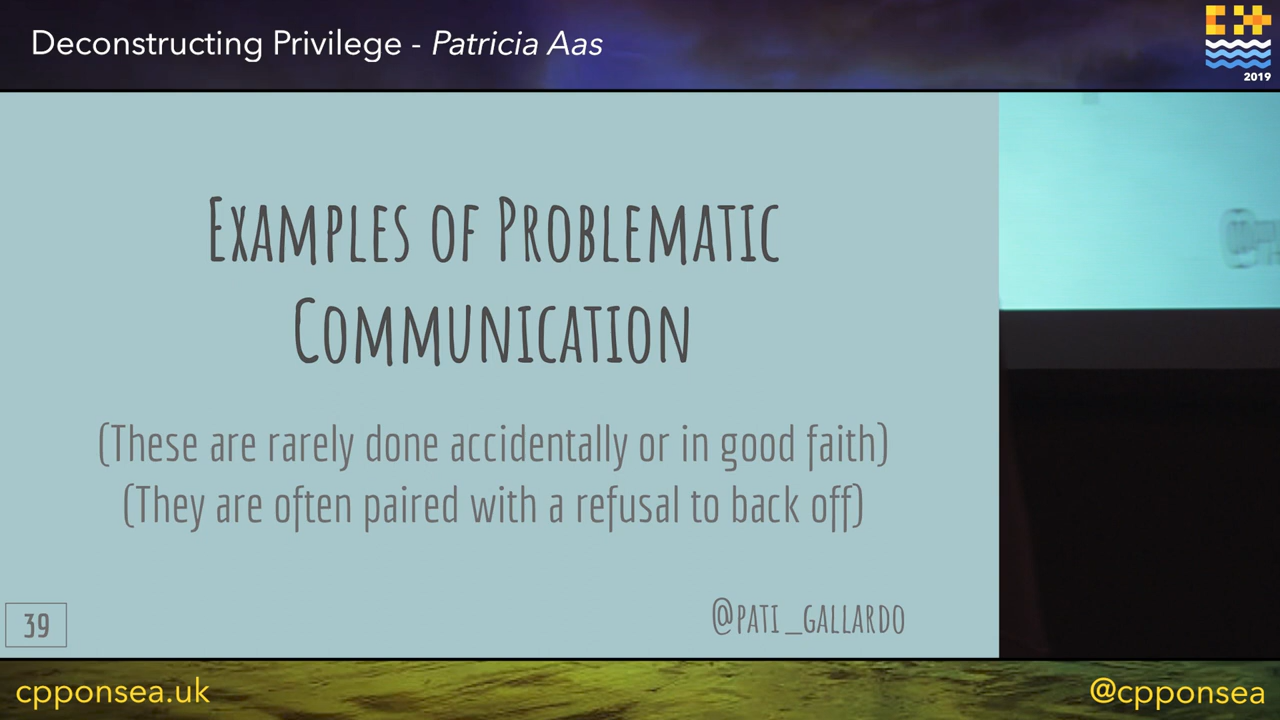 Deconstructing Privilege - Patricia Aas
2019
Examples of Problematic
Communication
(These are rarely done accidentally or in good faith)
(They are often paired with a refusal to back off)
39
@pati_gallardo
cpponsea.uk
@cpponsea